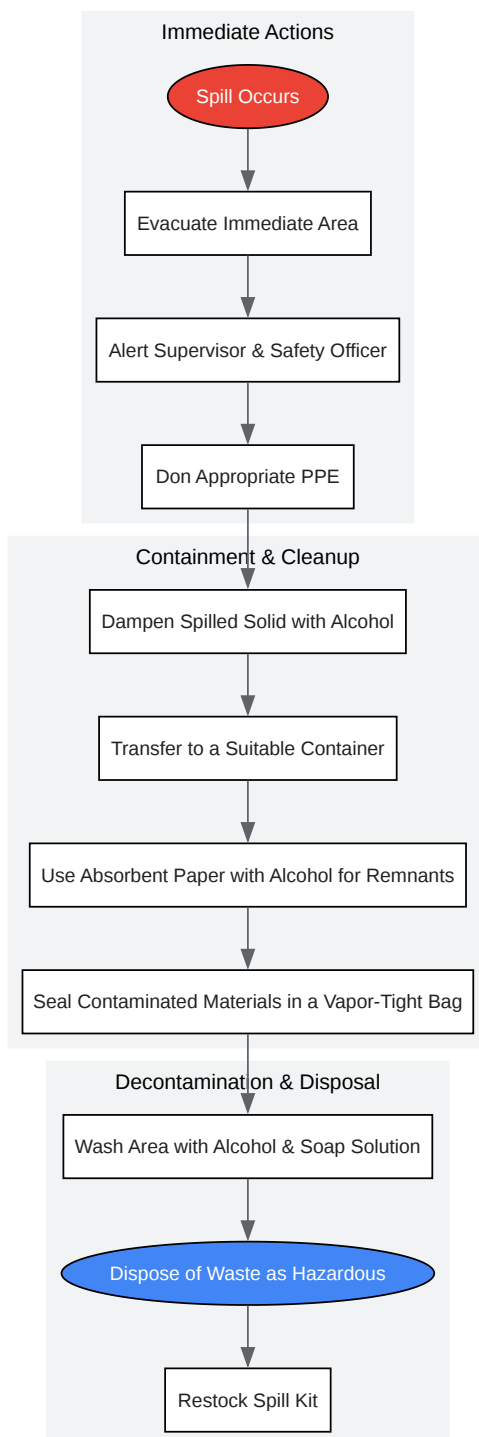 Immediate Actions
Spill Occurs
Evacuate Immediate Area
Alert Supervisor & Safety Officer
Don Appropriate PPE
Containment & Cleanup
Dampen Spilled Solid with Alcohol
Transfer to a Suitable Container
Use Absorbent Paper with Alcohol for Remnants
Seal Contaminated Materials in a Vapor-Tight Bag
Decontamination & Disposal
Wash Area with Alcohol & Soap Solution
Dispose of Waste as Hazardous
Restock Spill Kit